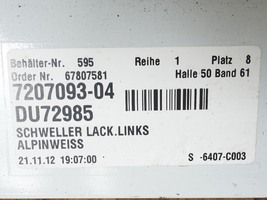 Behälter-Nr. 595 Reihe 1 Platz 8
Order Nr. 67807581 Halle 50 Band 61
7207093-04
DU72985
SCHWELLER LACK.LINKS
ALPINWEISS
21.11.12 19:07:00 S -6407-C003